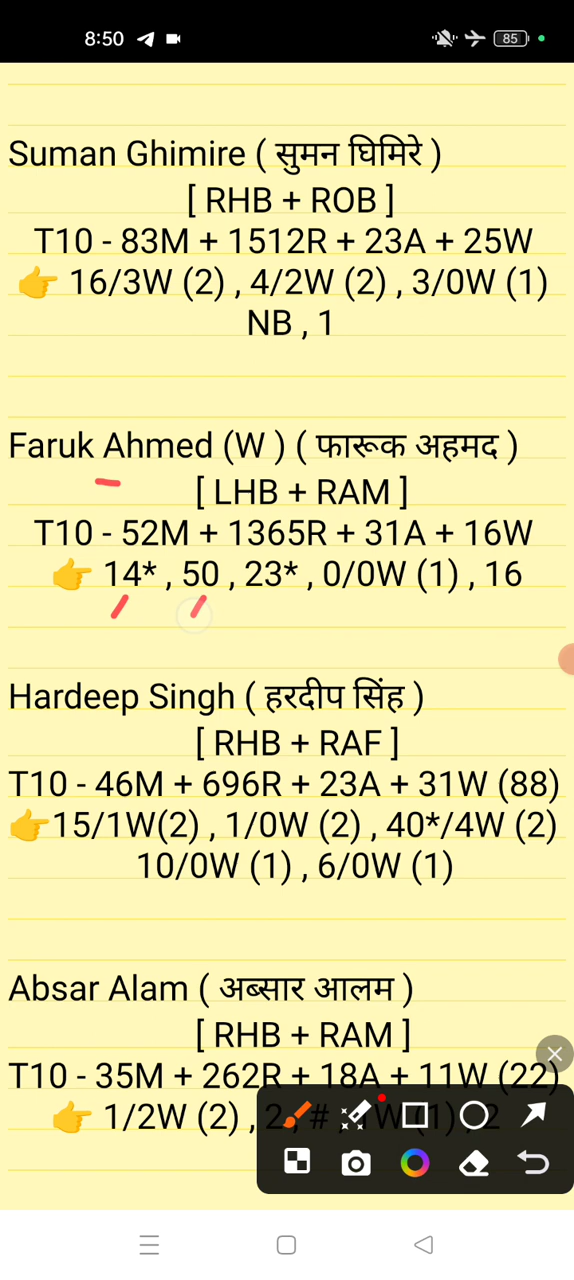 8:50
85
Suman Ghimire ( सुमन घिमिरे )
[ RHB + ROB ]
T10 - 83M + 1512R + 23A + 25W
👉 16/3W (2) , 4/2W (2) , 3/0W (1)
NB , 1
Faruk Ahmed (W ) ( फारूक अहमद )
[ LHB + RAM ]
T10 - 52M + 1365R + 31A + 16W
👉 14* , 50 , 23* , 0/0W (1) , 16
Hardeep Singh ( हरदीप सिंह )
[ RHB + RAF ]
T10 - 46M + 696R + 23A + 31W (88)
👉15/1W(2) , 1/0W (2) , 40*/4W (2)
10/0W (1) , 6/0W (1)
Absar Alam ( अब्सार आलम )
[ RHB + RAM ]
T10 - 35M + 262R + 18A + 11W (22)
👉 1/2W (2) , 2, # , 1W (1) , 2